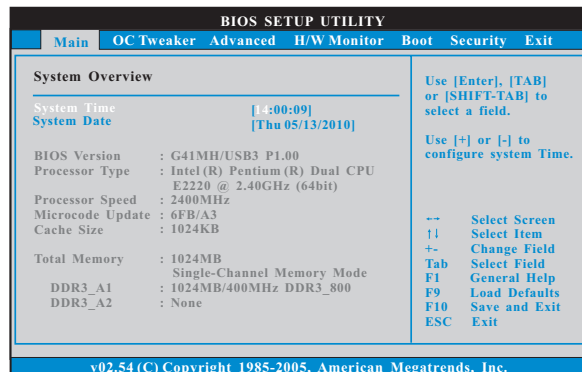 BIOS SETUP UTILITY
Main OC Tweaker Advanced H/W Monitor Boot Security Exit
System Overview
System Time [14:00:09]
System Date [Thu 05/13/2010]
BIOS Version : G41MH/USB3 P1.00
Processor Type : Intel (R) Pentium (R) Dual CPU
E2220 @ 2.40GHz (64bit)
Processor Speed : 2400MHz
Microcode Update : 6FB/A3
Cache Size : 1024KB
Total Memory : 1024MB
Single-Channel Memory Mode
DDR3_A1 : 1024MB/400MHz DDR3_800
DDR3_A2 : None
Use [Enter], [TAB]
or [SHIFT-TAB] to
select a field.
Use [+] or [-] to
configure system Time.
←→ Select Screen
↑↓ Select Item
+- Change Field
Tab Select Field
F1 General Help
F9 Load Defaults
F10 Save and Exit
ESC Exit
v02.54 (C) Copyright 1985-2005, American Megatrends, Inc.